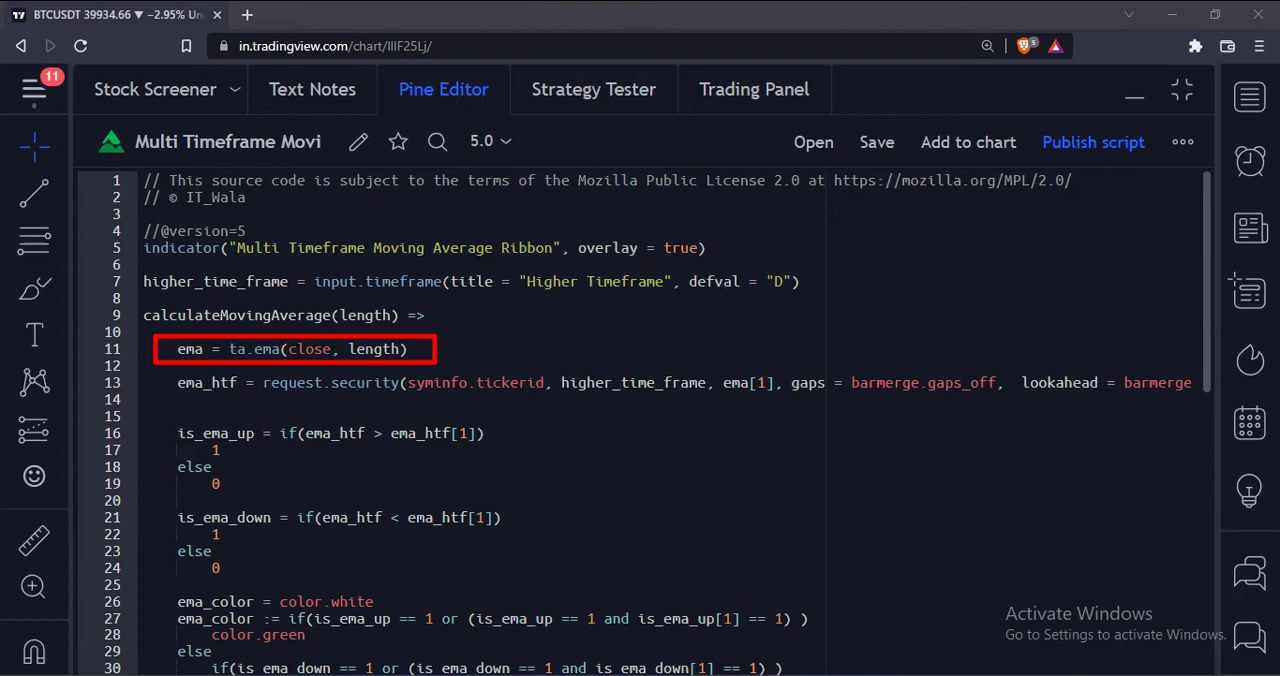 BTCUSDT 39934.66 ▼ −2.95% Un
in.tradingview.com/chart/IIIF25Lj/
5
11
Stock Screener
Text Notes
Pine Editor
Strategy Tester
Trading Panel
Multi Timeframe Movi
5.0
Open
Save
Add to chart
Publish script
1 // This source code is subject to the terms of the Mozilla Public License 2.0 at https://mozilla.org/MPL/2.0/
2 // © IT_Wala
3
4 //@version=5
5 indicator("Multi Timeframe Moving Average Ribbon", overlay = true)
6
7 higher_time_frame = input.timeframe(title = "Higher Timeframe", defval = "D")
8
9 calculateMovingAverage(length) =>
10
11 ema = ta.ema(close, length)
12
13 ema_htf = request.security(syminfo.tickerid, higher_time_frame, ema[1], gaps = barmerge.gaps_off, lookahead = barmerge
14
15
16 is_ema_up = if(ema_htf > ema_htf[1])
17 1
18 else
19 0
20
21 is_ema_down = if(ema_htf < ema_htf[1])
22 1
23 else
24 0
25
26 ema_color = color.white
27 ema_color := if(is_ema_up == 1 or (is_ema_up == 1 and is_ema_up[1] == 1) )
28 color.green
29 else
30 if(is_ema_down == 1 or (is_ema_down == 1 and is_ema_down[1] == 1) )
Activate Windows
Go to Settings to activate Windows.